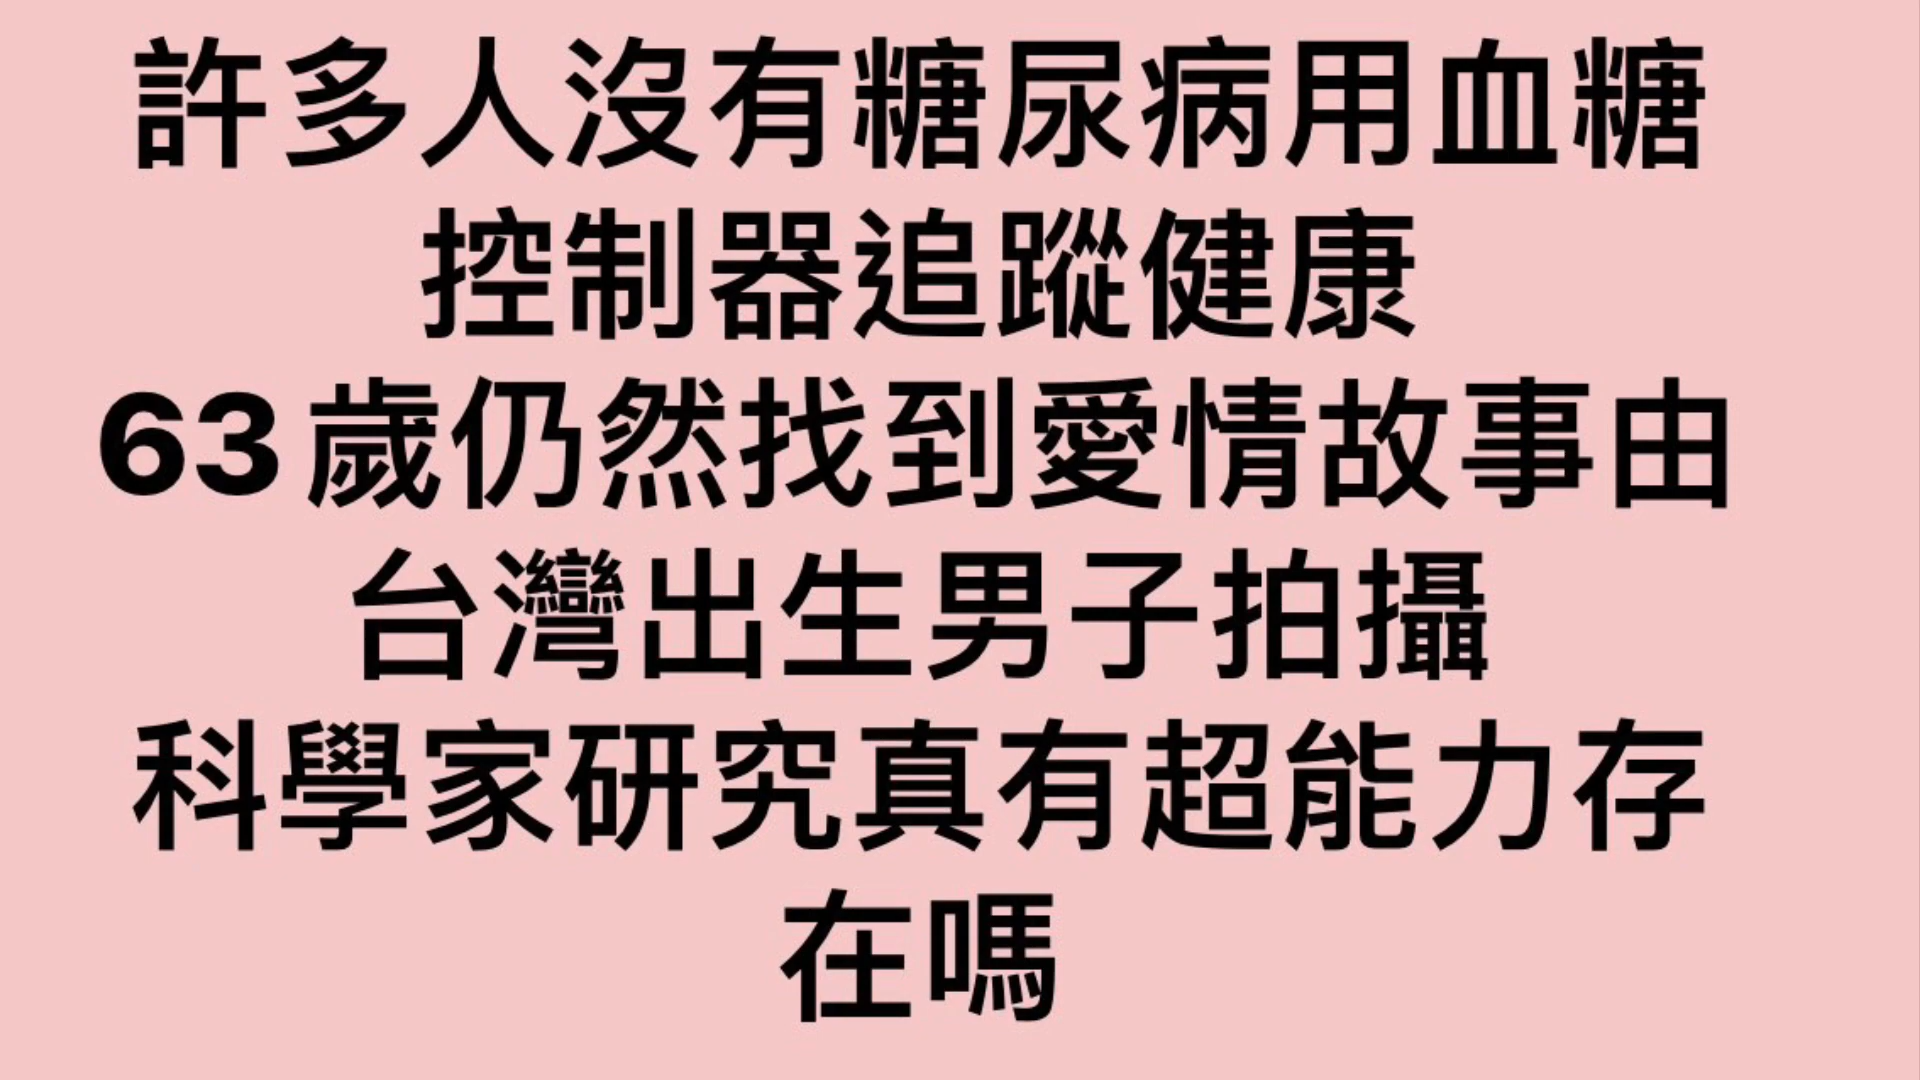 許多人沒有糖尿病用血糖
控制器追蹤健康
63歲仍然找到愛情故事由
台灣出生男子拍攝
科學家研究真有超能力存
在嗎